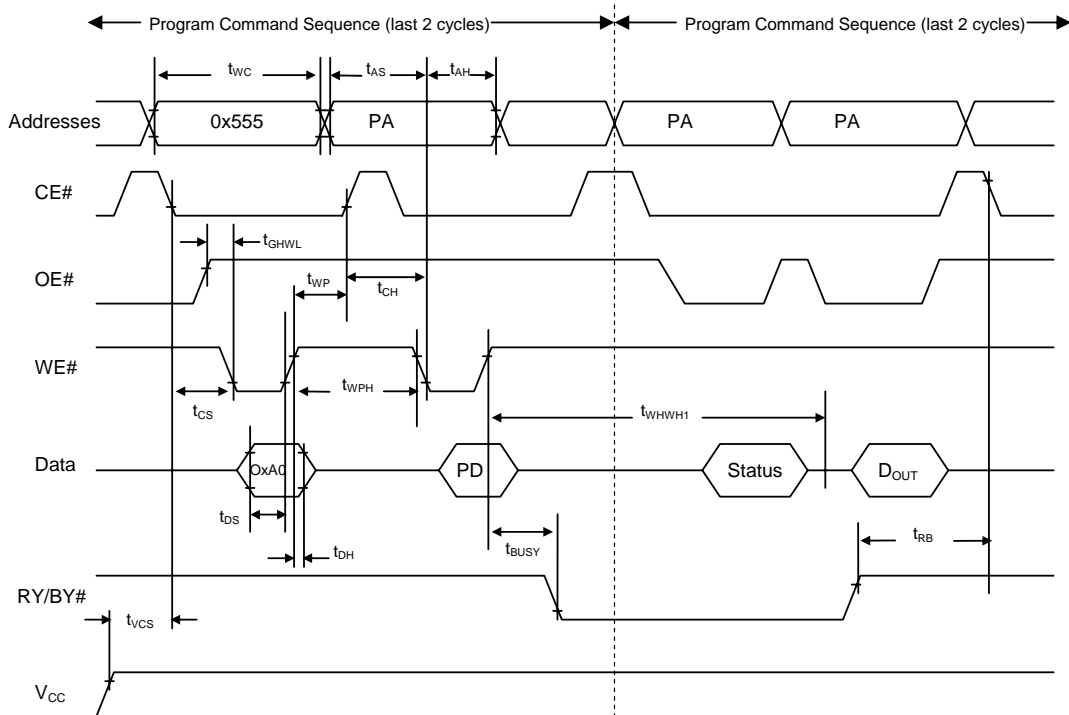 Program Command Sequence (last 2 cycles) Program Command Sequence (last 2 cycles)
tWC tAS tAH
Addresses 0x555 PA PA PA
CE#
tGHWL
OE# tWP tCH
WE#
tCS tWPH tWHWH1
Data OxA0 PD Status DOUT
tDS tDH tBUSY tRB
RY/BY#
tVCS
VCC